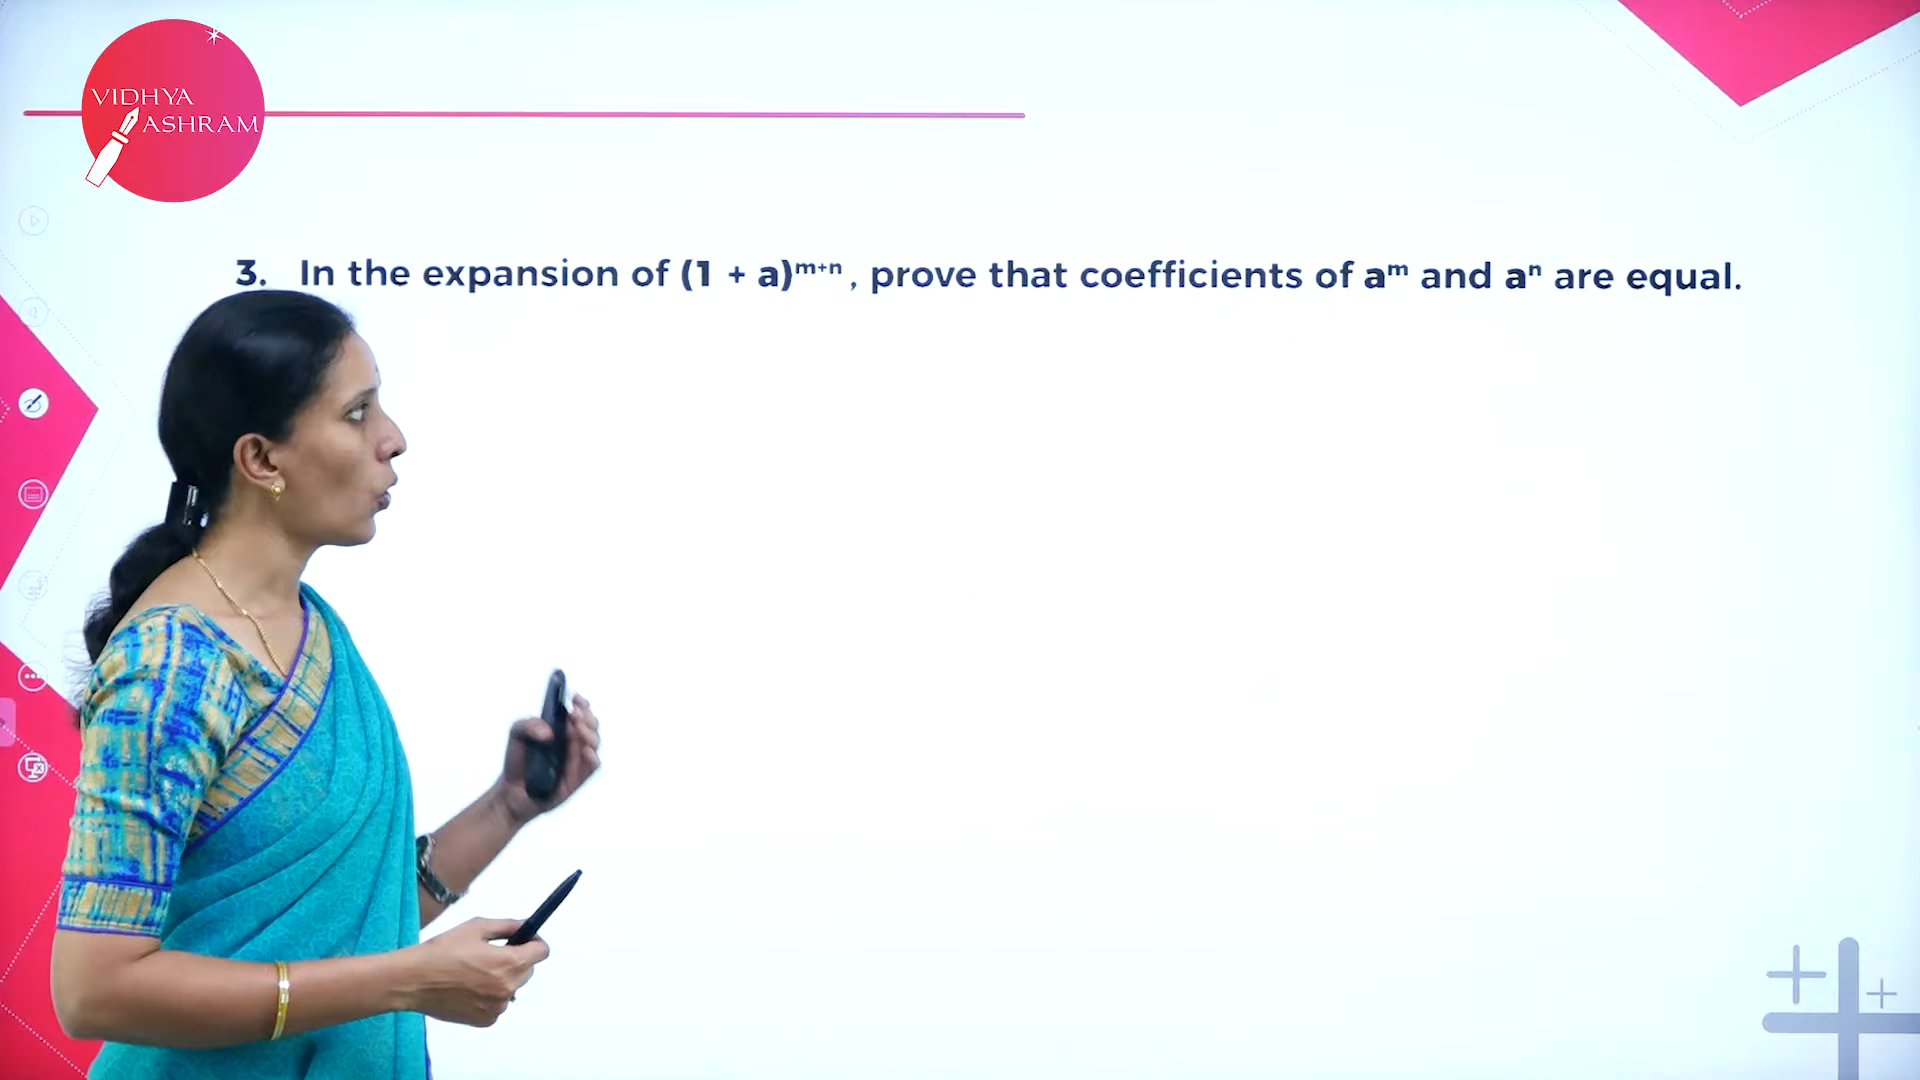 VIDHYA
ASHRAM
3. In the expansion of (1 + a)ᵐ⁺ⁿ, prove that coefficients of aᵐ and aⁿ are equal.